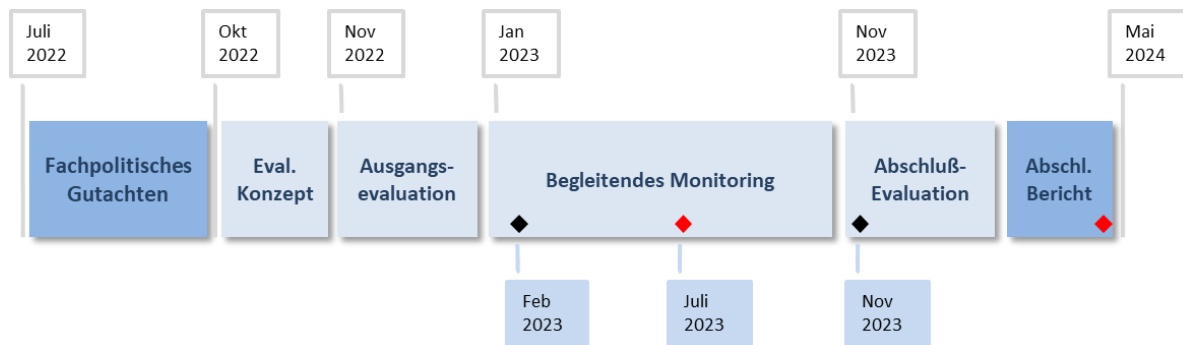 Juli
2022
Okt
2022
Nov
2022
Jan
2023
Nov
2023
Mai
2024
Fachpolitisches
Gutachten
Eval.
Konzept
Ausgangs-
evaluation
Begleitendes Monitoring
Abschluß-
Evaluation
Abschl.
Bericht
Feb
2023
Juli
2023
Nov
2023